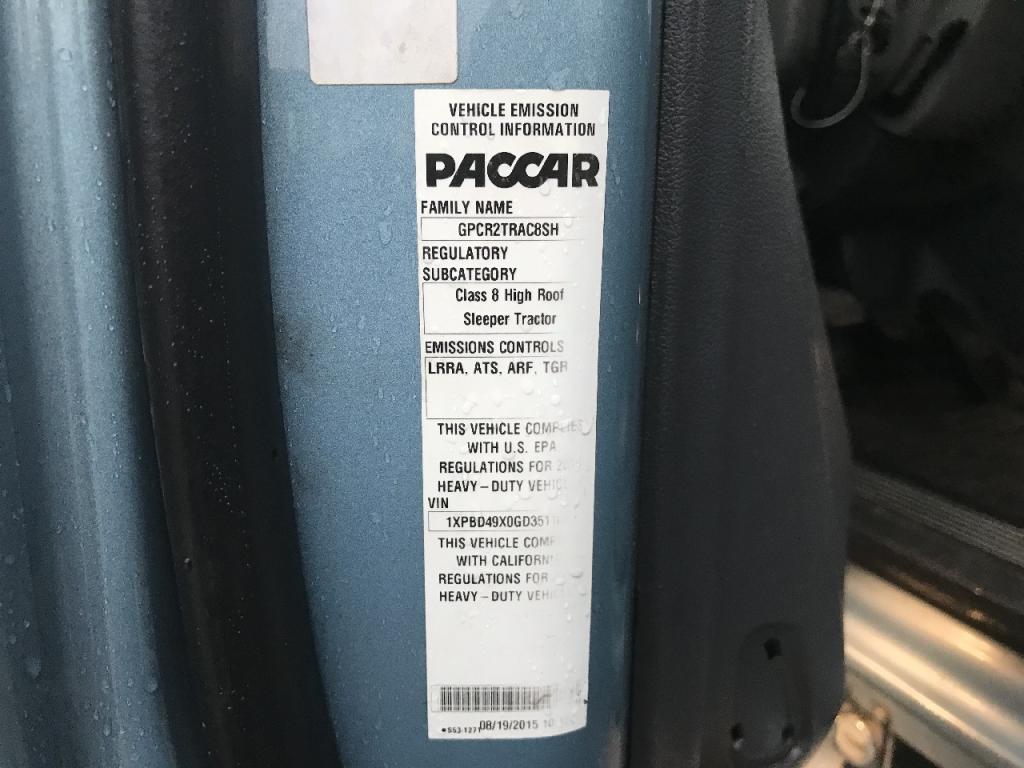 VEHICLE EMISSION
CONTROL INFORMATION
PACCAR
FAMILY NAME
GPCR2TRAC8SH
REGULATORY
SUBCATEGORY
Class 8 High Roof
Sleeper Tractor
EMISSIONS CONTROLS
LRRA, ATS, ARF, TGR
THIS VEHICLE COMPLIES
WITH U.S. EPA
REGULATIONS FOR
HEAVY-DUTY
VIN
THIS VEHICLE
WITH
REGULATIONS FOR
HEAVY-DUTY
08/19/2015